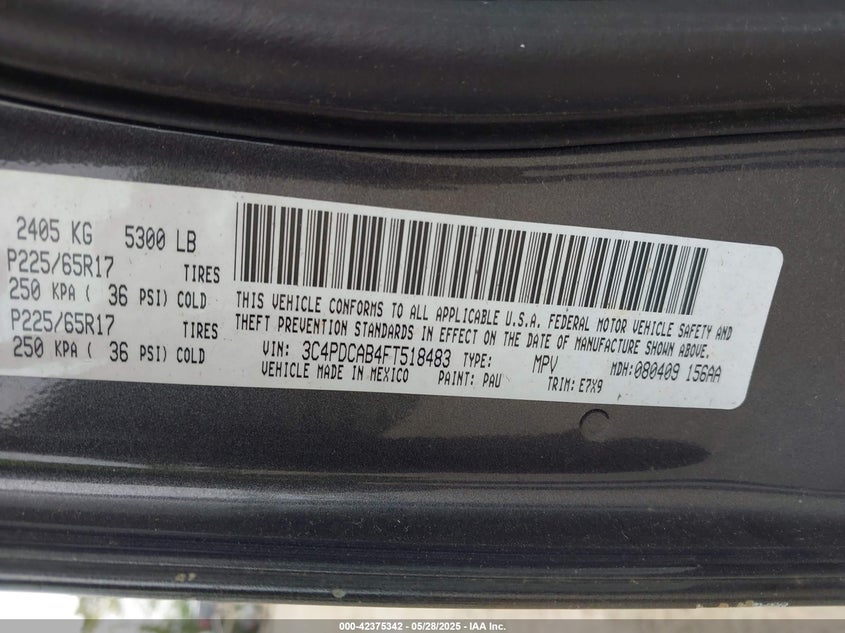 2405 KG 5300 LB
P225/65R17 TIRES
250 KPA ( 36 PSI) COLD
P225/65R17 TIRES
250 KPA ( 36 PSI) COLD
THIS VEHICLE CONFORMS TO ALL APPLICABLE U.S.A. FEDERAL MOTOR VEHICLE SAFETY AND
THEFT PREVENTION STANDARDS IN EFFECT ON THE DATE OF MANUFACTURE SHOWN ABOVE.
VIN: 3C4PDCAB4FT518483 TYPE: MPV MDH:080409 156AA
VEHICLE MADE IN MEXICO PAINT: PAU TRIM: E7X9
000-42375342 | 05/28/2025 - IAA Inc.